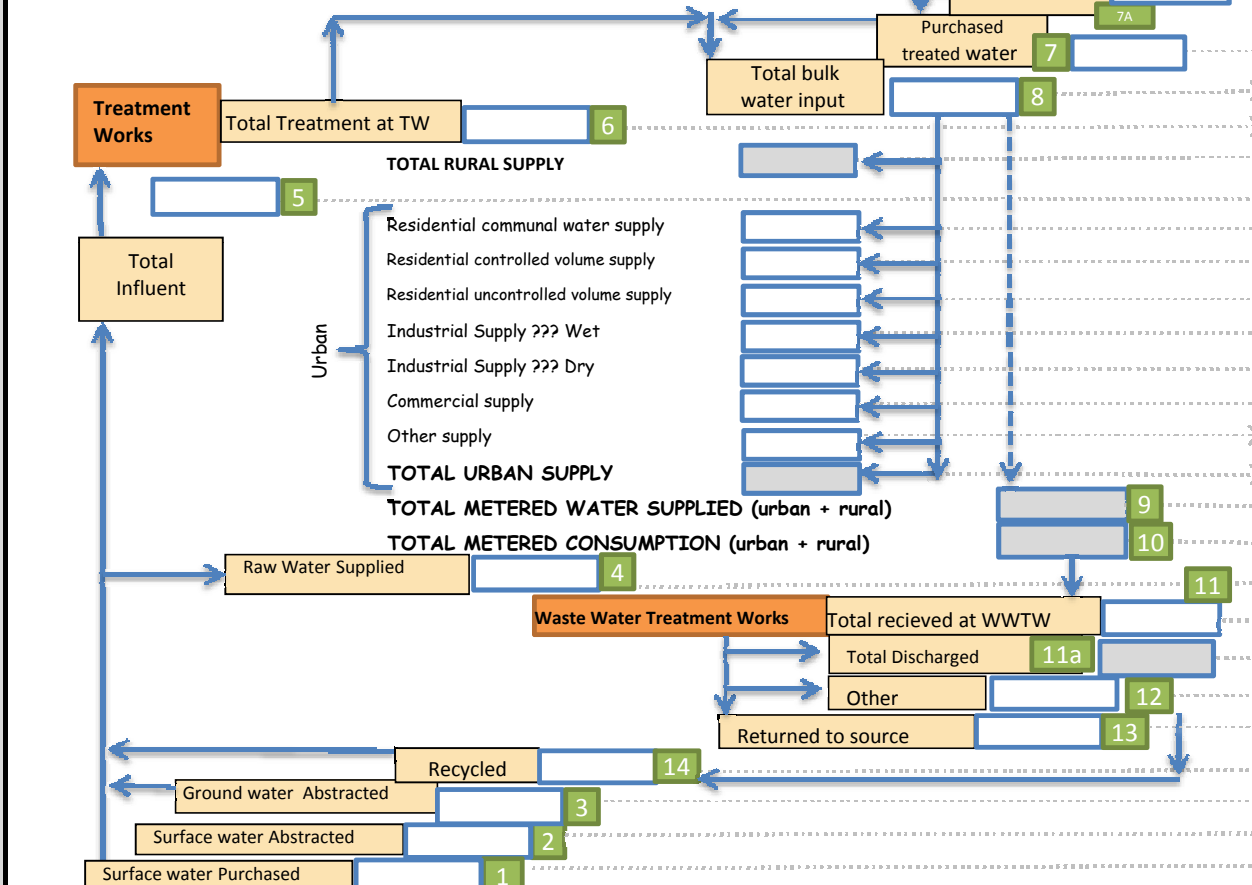 7A
Purchased
treated water
7
Total bulk
water input
8
Treatment
Works
Total Treatment at TW
6
TOTAL RURAL SUPPLY
5
Urban
Residential communal water supply
Residential controlled volume supply
Residential uncontrolled volume supply
Industrial Supply ??? Wet
Industrial Supply ??? Dry
Commercial supply
Other supply
TOTAL URBAN SUPPLY
Total
Influent
TOTAL METERED WATER SUPPLIED (urban + rural)
9
TOTAL METERED CONSUMPTION (urban + rural)
10
Raw Water Supplied
4
11
Waste Water Treatment Works
Total recieved at WWTW
Total Discharged
11a
Other
12
Returned to source
13
Recycled
14
Ground water Abstracted
3
Surface water Abstracted
2
Surface water Purchased
1